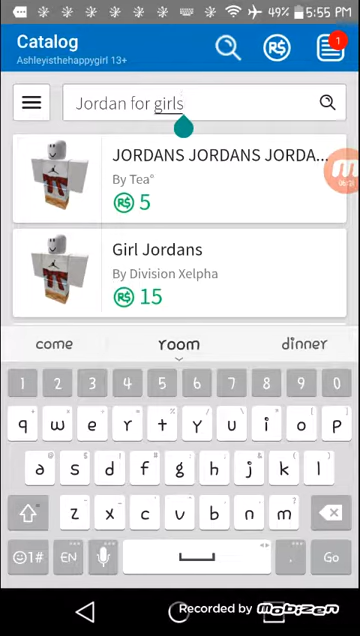 49% 5:55 PM
Catalog
Ashleyisthehappygirl 13+
R$
1
Jordan for girls
JORDANS JORDANS JORDA...
By Tea
R$ 5
Girl Jordans
By Division Xelpha
R$ 15
come room dinner
1 2 3 4 5 6 7 8 9 0
q w e r t y u i o p
a s d f g h j k l
z x c v b n m
1# EN . Go
Recorded by mobizen